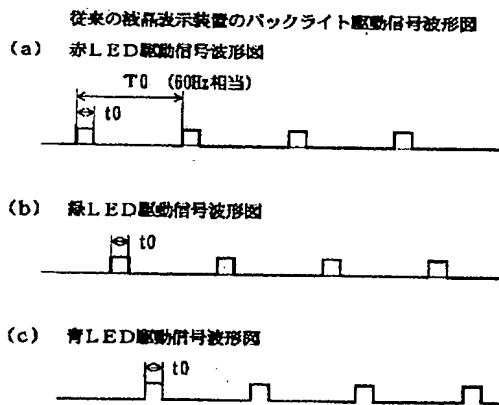 従来の液晶表示装置のバックライト駆動信号波形図
(a) 赤LED駆動信号波形図
T0 (60Hz相当)
t0
(b) 緑LED駆動信号波形図
t0
(c) 青LED駆動信号波形図
t0